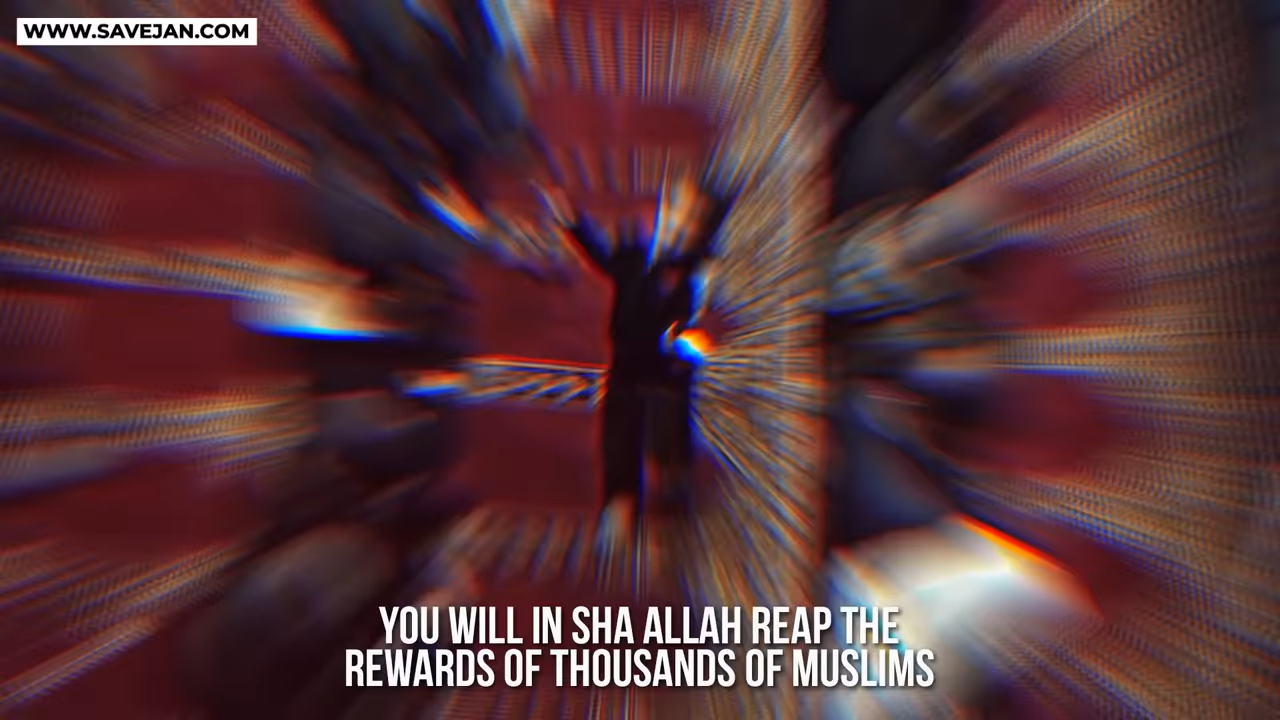 WWW.SAVEJAN.COM
YOU WILL IN SHA ALLAH REAP THE
REWARDS OF THOUSANDS OF MUSLIMS